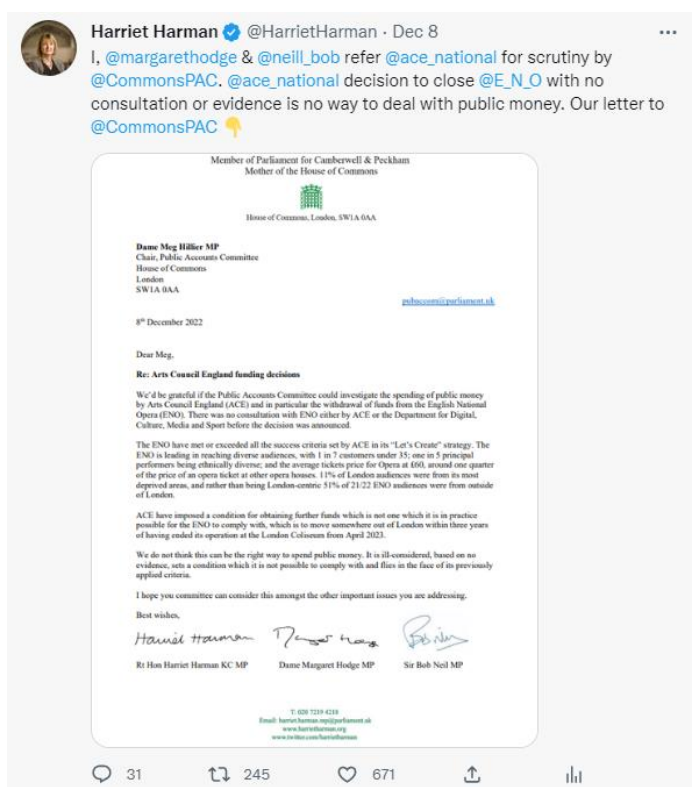 Harriet Harman @HarrietHarman · Dec 8
I, @margarethodge & @neill_bob refer @ace_national for scrutiny by
@CommonsPAC. @ace_national decision to close @E_N_O with no
consultation or evidence is no way to deal with public money. Our letter to
@CommonsPAC
Member of Parliament for Camberwell & Peckham
Mother of the House of Commons
House of Commons, London, SW1A 0AA
Dame Meg Hillier MP
Chair, Public Accounts Committee
House of Commons
London
SW1A 0AA
pubaccom@parliament.uk
8th December 2022
Dear Meg,
Re: Arts Council England funding decisions
We'd be grateful if the Public Accounts Committee could investigate the spending of public money
by Arts Council England (ACE) and in particular the withdrawal of funds from the English National
Opera (ENO). There was no consultation with ENO either by ACE or the Department for Digital,
Culture, Media and Sport before the decision was announced.
The ENO have met or exceeded all the success criteria set by ACE in its "Let's Create" strategy. The
ENO is leading in reaching diverse audiences, with 1 in 7 customers under 35; one in 5 principal
performers being ethnically diverse; and the average tickets price for Opera at £60, around one quarter
of the price of an opera ticket at other opera houses. 11% of London audiences were from its most
deprived areas, and rather than being London-centric 51% of 21/22 ENO audiences were from outside
of London.
ACE have imposed a condition for obtaining further funds which is not one which it is in practice
possible for the ENO to comply with, which is to move somewhere out of London within three years
of having ended its operation at the London Coliseum from April 2023.
We do not think this can be the right way to spend public money. It is ill-considered, based on no
evidence, sets a condition which it is not possible to comply with and flies in the face of its previously
applied criteria.
I hope you committee can consider this amongst the other important issues you are addressing.
Best wishes,
Harriet Harman
Rt Hon Harriet Harman KC MP Dame Margaret Hodge MP Sir Bob Neil MP
T: 020 7219 4218
Email: harriet.harman.mp@parliament.uk
www.harrietharman.org
www.twitter.com/harrietharman
31 245 671